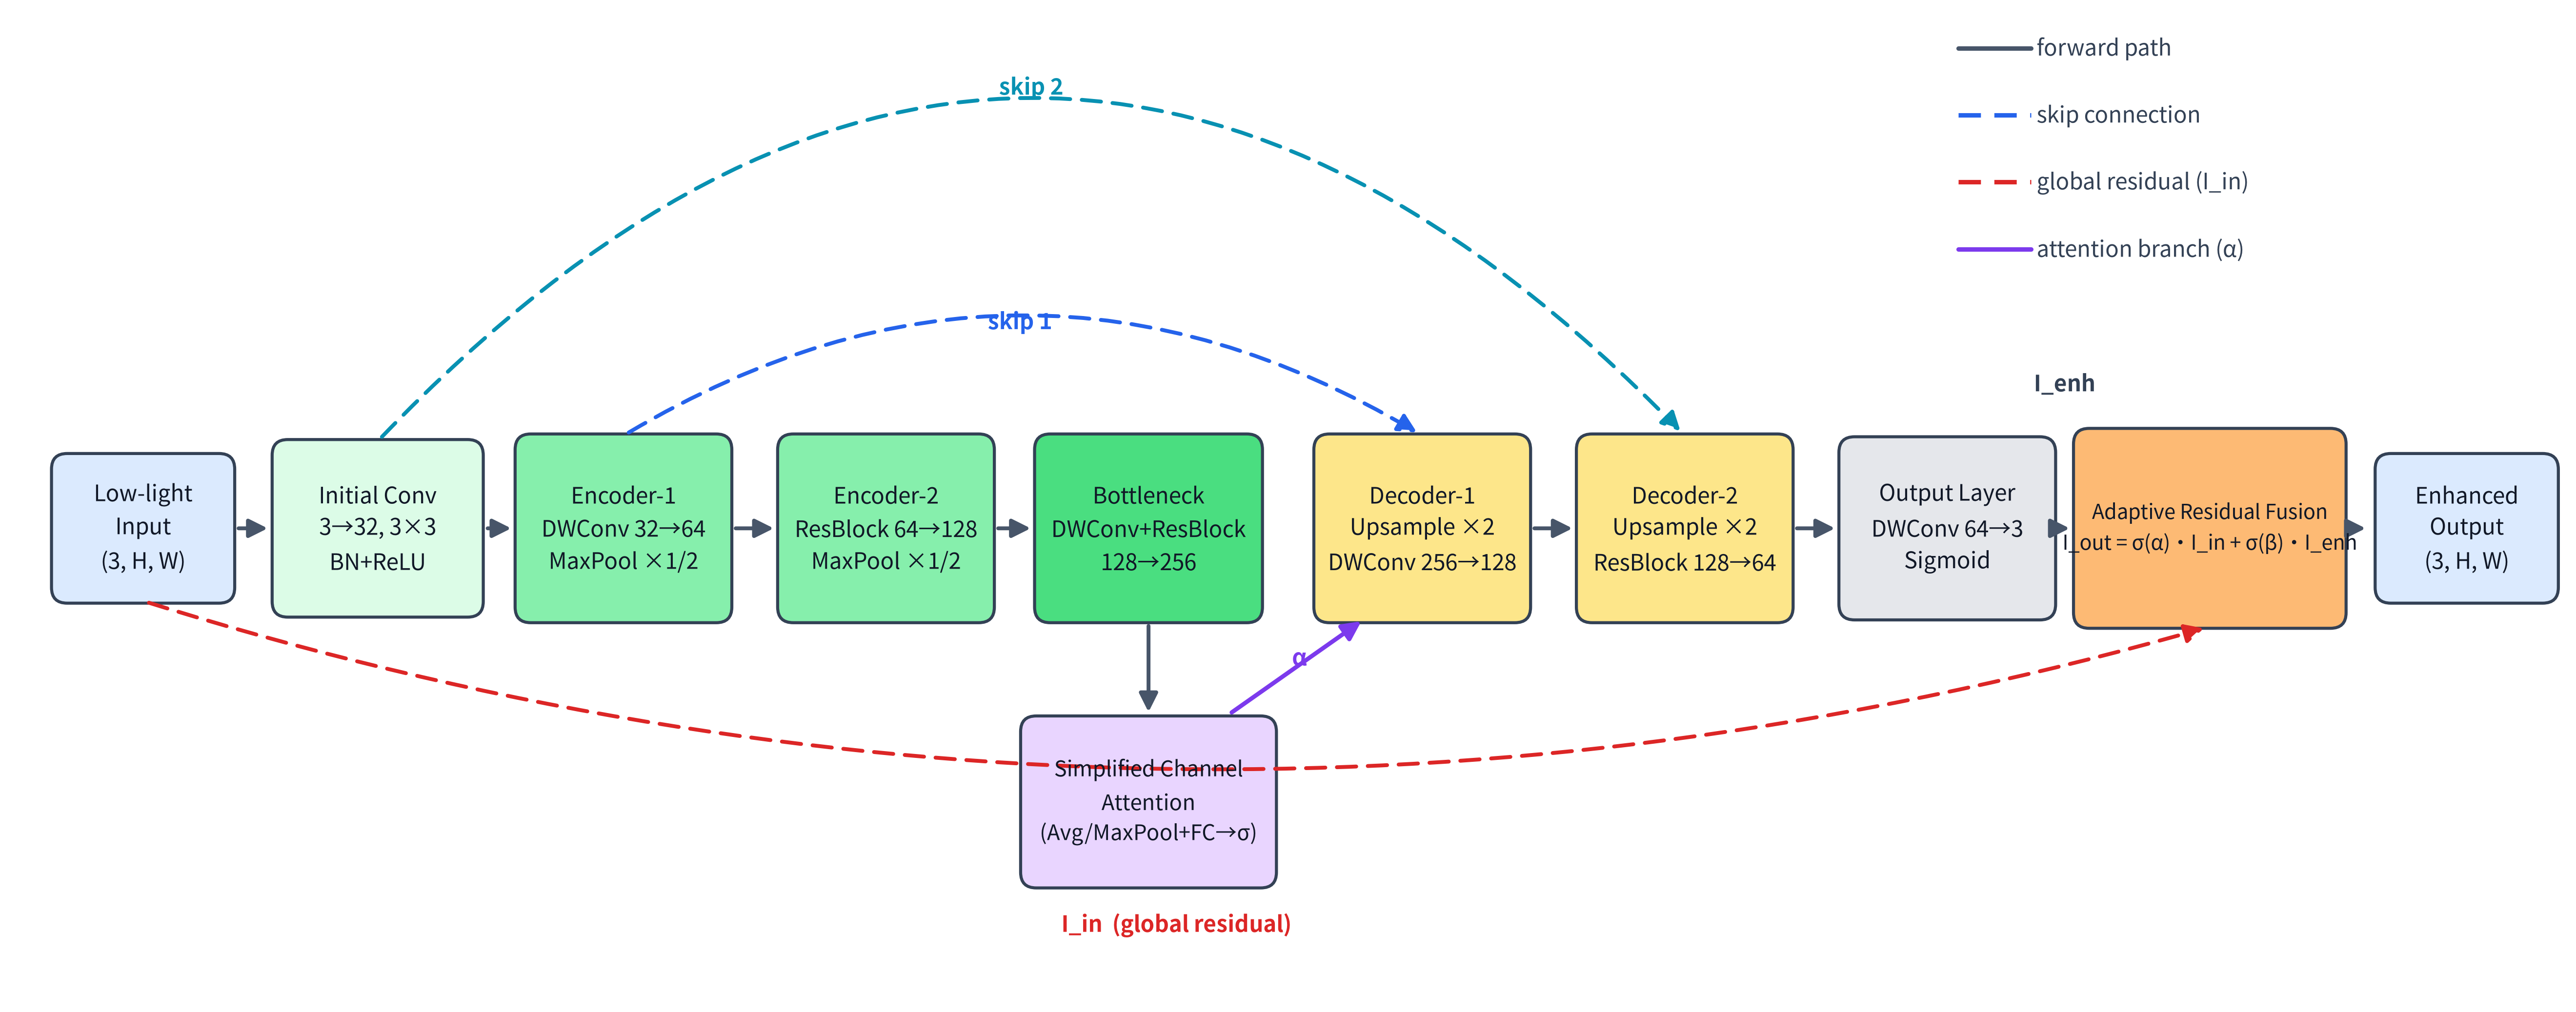 forward path
skip connection
global residual (I_in)
attention branch (α)
skip 2
skip 1
I_enh
Low-light
Input
(3, H, W)
Initial Conv
3→32, 3×3
BN+ReLU
Encoder-1
DWConv 32→64
MaxPool ×1/2
Encoder-2
ResBlock 64→128
MaxPool ×1/2
Bottleneck
DWConv+ResBlock
128→256
Decoder-1
Upsample ×2
DWConv 256→128
Decoder-2
Upsample ×2
ResBlock 128→64
Output Layer
DWConv 64→3
Sigmoid
Adaptive Residual Fusion
I_out = σ(α)・I_in + σ(β)・I_enh
Enhanced
Output
(3, H, W)
α
Simplified Channel
Attention
(Avg/MaxPool+FC→σ)
I_in (global residual)